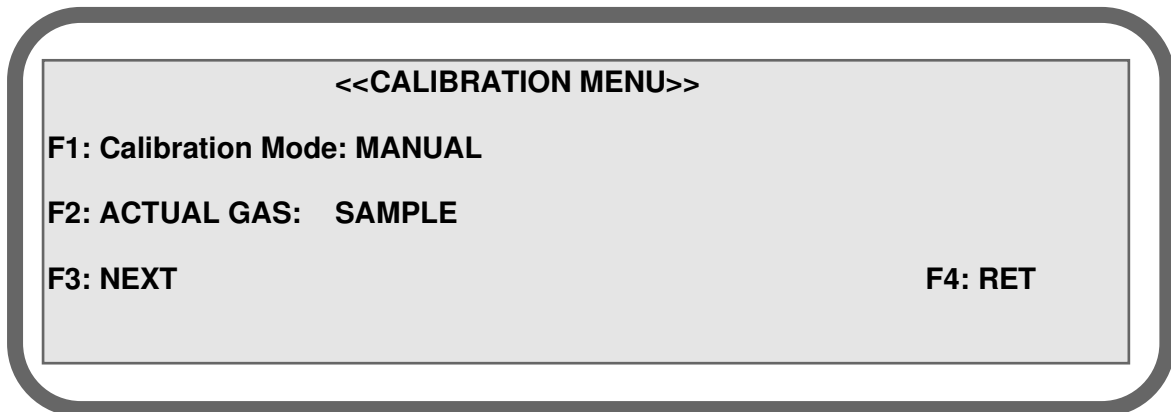 <<CALIBRATION MENU>>
F1: Calibration Mode: MANUAL
F2: ACTUAL GAS: SAMPLE
F3: NEXT F4: RET